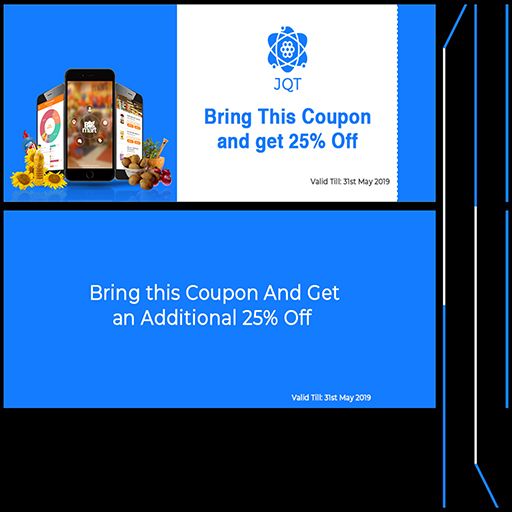 JQT
Bring This Coupon
and get 25% Off
Valid Till: 31st May 2019
mart
Bring this Coupon And Get
an Additional 25% Off
Valid Till: 31st May 2019